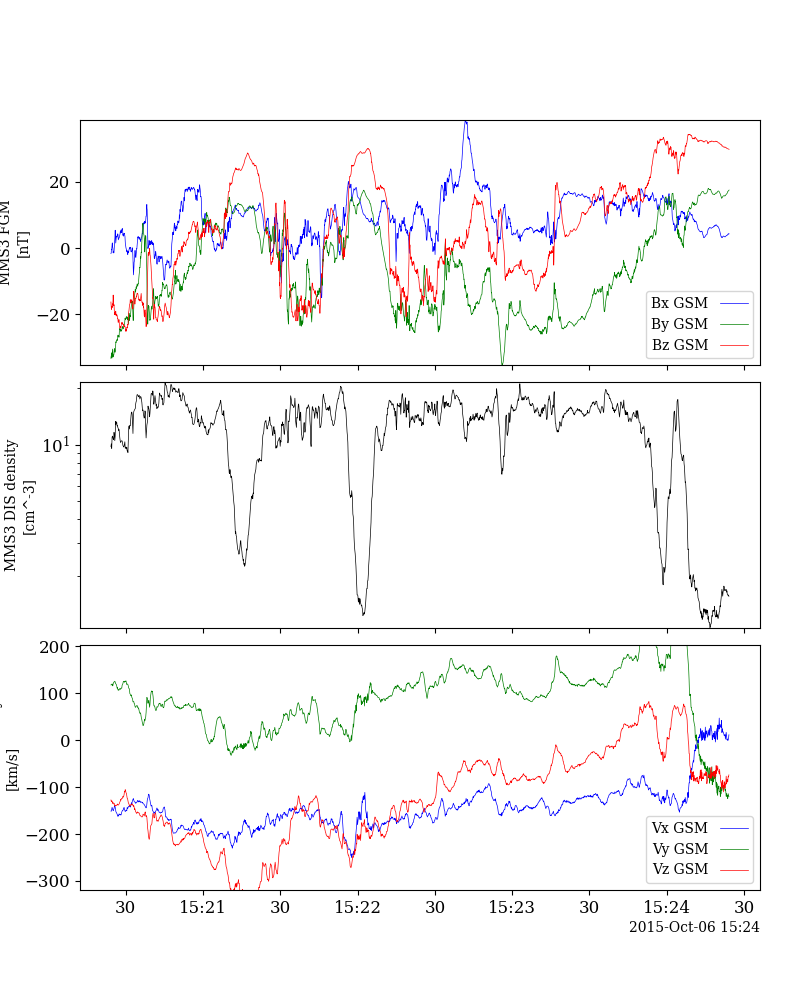 MMS3 FGM
[nT]
20
0
−20
Bx GSM
By GSM
Bz GSM
MMS3 DIS density
[cm^-3]
10^1
[km/s]
200
100
0
−100
−200
−300
Vx GSM
Vy GSM
Vz GSM
30 15:21 30 15:22 30 15:23 30 15:24 30
2015-Oct-06 15:24